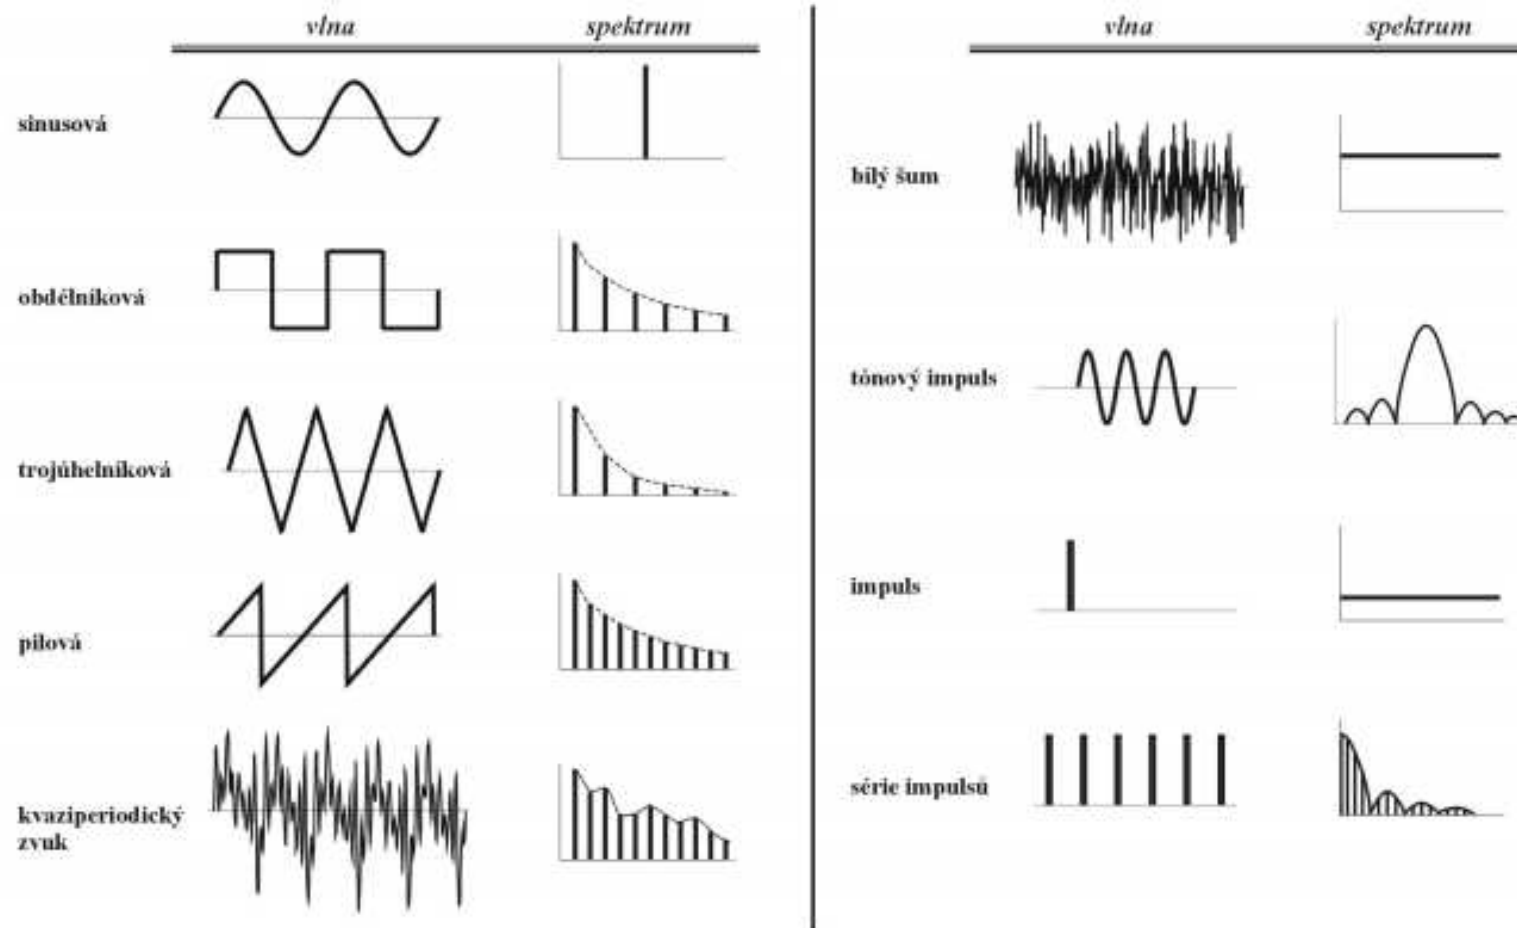 vlna spektrum
sinusová
obdélníková
trojúhelníková
pilová
kvaziperiodický
zvuk
vlna spektrum
bílý šum
tónový impuls
impuls
série impulsů